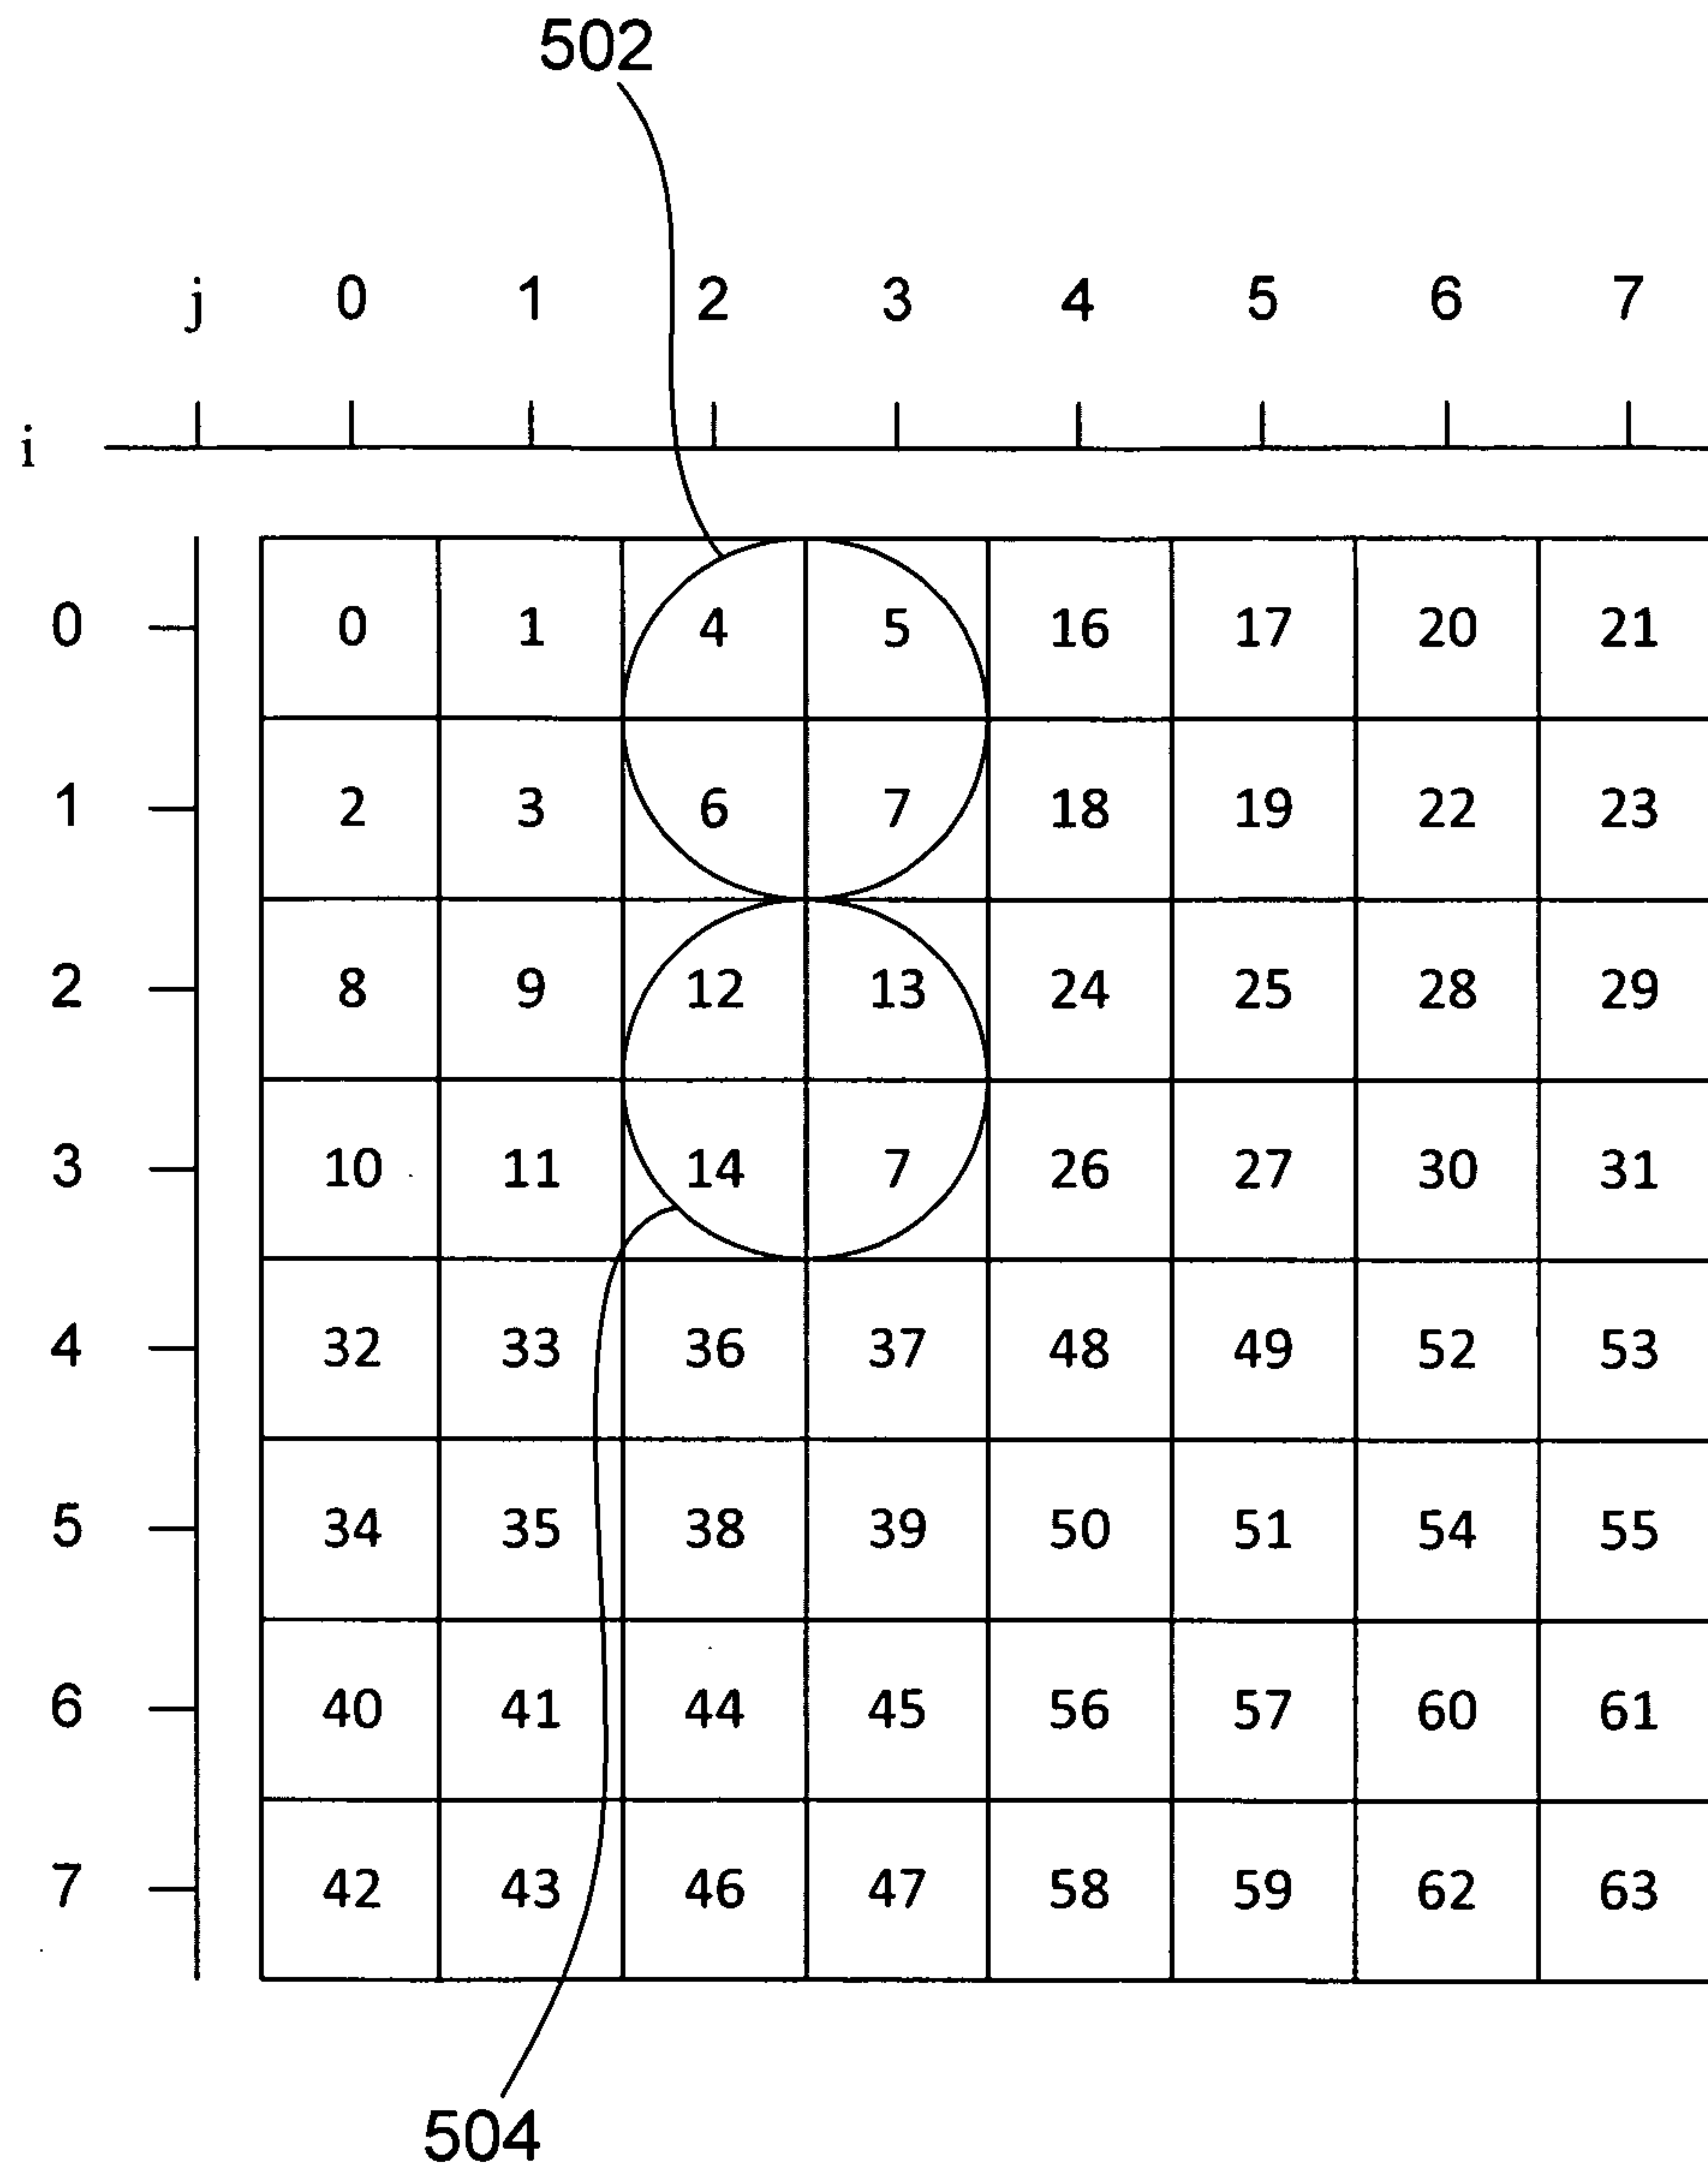 502
j 0 1 2 3 4 5 6 7
i
0 0 1 4 5 16 17 20 21
1 2 3 6 7 18 19 22 23
2 8 9 12 13 24 25 28 29
3 10 11 14 7 26 27 30 31
4 32 33 36 37 48 49 52 53
5 34 35 38 39 50 51 54 55
6 40 41 44 45 56 57 60 61
7 42 43 46 47 58 59 62 63
504